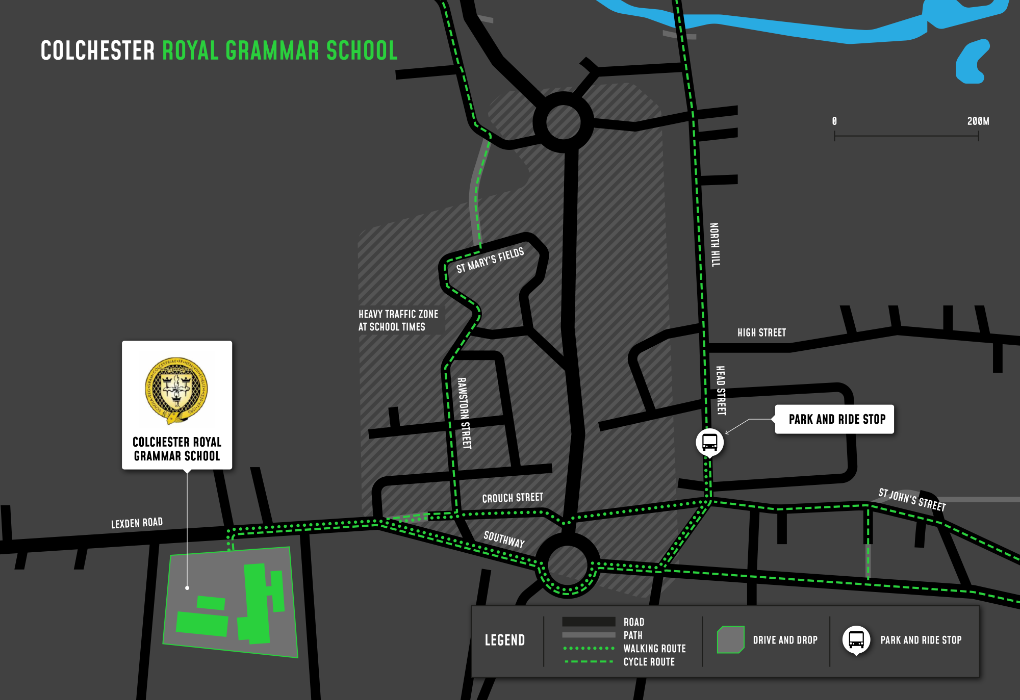 COLCHESTER ROYAL GRAMMAR SCHOOL
0 200M
NORTH HILL
ST MARY'S FIELDS
HEAVY TRAFFIC ZONE
AT SCHOOL TIMES
HIGH STREET
HEAD STREET
RAWSTORN STREET
PARK AND RIDE STOP
COLCHESTER ROYAL
GRAMMAR SCHOOL
CROUCH STREET
ST JOHN'S STREET
LEXDEN ROAD
SOUTHWAY
LEGEND
ROAD
PATH
WALKING ROUTE
CYCLE ROUTE
DRIVE AND DROP
PARK AND RIDE STOP